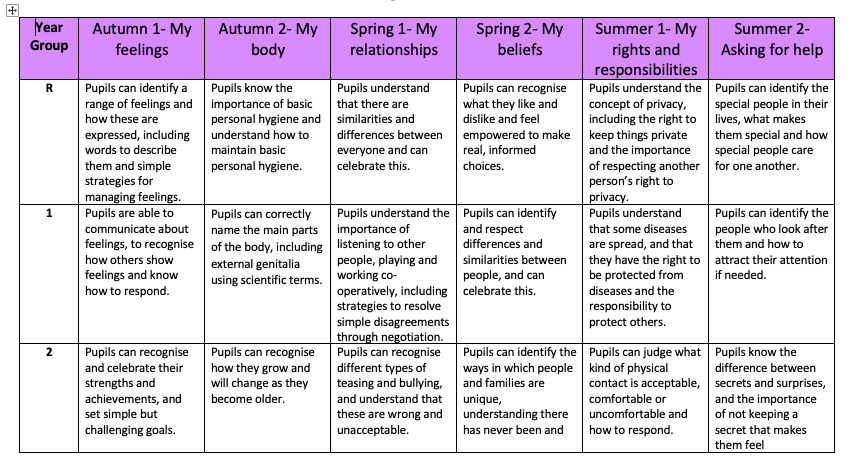 Year
Group
Autumn 1- My
feelings
Autumn 2- My
body
Spring 1- My
relationships
Spring 2- My
beliefs
Summer 1- My
rights and
responsibilities
Summer 2-
Asking for help
R
Pupils can identify a
range of feelings and
how these are
expressed, including
words to describe
them and simple
strategies for
managing feelings.
Pupils know the
importance of basic
personal hygiene and
understand how to
maintain basic
personal hygiene.
Pupils understand
that there are
similarities and
differences between
everyone and can
celebrate this.
Pupils can recognise
what they like and
dislike and feel
empowered to make
real, informed
choices.
Pupils understand the
concept of privacy,
including the right to
keep things private
and the importance
of respecting another
person's right to
privacy.
Pupils can identify the
special people in their
lives, what makes
them special and how
special people care
for one another.
1
Pupils are able to
communicate about
feelings, to recognise
how others show
feelings and know
how to respond.
Pupils can correctly
name the main parts
of the body, including
external genitalia
using scientific terms.
Pupils understand the
importance of
listening to other
people, playing and
working co-
operatively, including
strategies to resolve
simple disagreements
through negotiation.
Pupils can identify
and respect
differences and
similarities between
people, and can
celebrate this.
Pupils understand
that some diseases
are spread, and that
they have the right to
be protected from
diseases and the
responsibility to
protect others.
Pupils can identify the
people who look after
them and how to
attract their attention
if needed.
2
Pupils can recognise
and celebrate their
strengths and
achievements, and
set simple but
challenging goals.
Pupils can recognise
how they grow and
will change as they
become older.
Pupils can recognise
different types of
teasing and bullying,
and understand that
these are wrong and
unacceptable.
Pupils can identify the
ways in which people
and families are
unique,
understanding there
has never been and
Pupils can judge what
kind of physical
contact is acceptable,
comfortable or
uncomfortable and
how to respond.
Pupils know the
difference between
secrets and surprises,
and the importance
of not keeping a
secret that makes
them feel